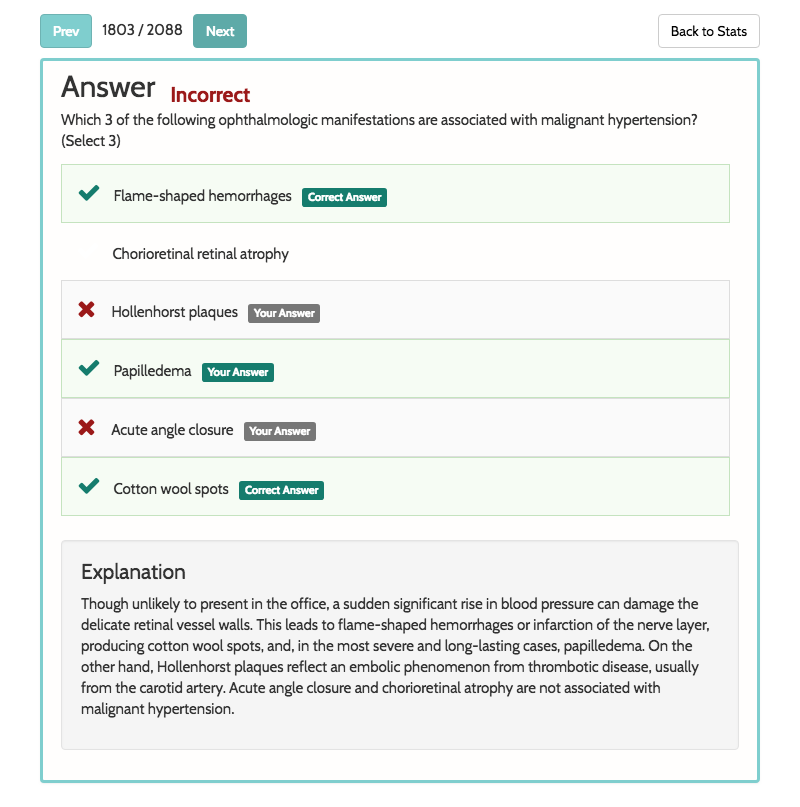 Prev 1803 / 2088 Next Back to Stats
Answer Incorrect
Which 3 of the following ophthalmologic manifestations are associated with malignant hypertension?
(Select 3)
Flame-shaped hemorrhages Correct Answer
Chorioretinal retinal atrophy
Hollenhorst plaques Your Answer
Papilledema Your Answer
Acute angle closure Your Answer
Cotton wool spots Correct Answer
Explanation
Though unlikely to present in the office, a sudden significant rise in blood pressure can damage the
delicate retinal vessel walls. This leads to flame-shaped hemorrhages or infarction of the nerve layer,
producing cotton wool spots, and, in the most severe and long-lasting cases, papilledema. On the
other hand, Hollenhorst plaques reflect an embolic phenomenon from thrombotic disease, usually
from the carotid artery. Acute angle closure and chorioretinal atrophy are not associated with
malignant hypertension.